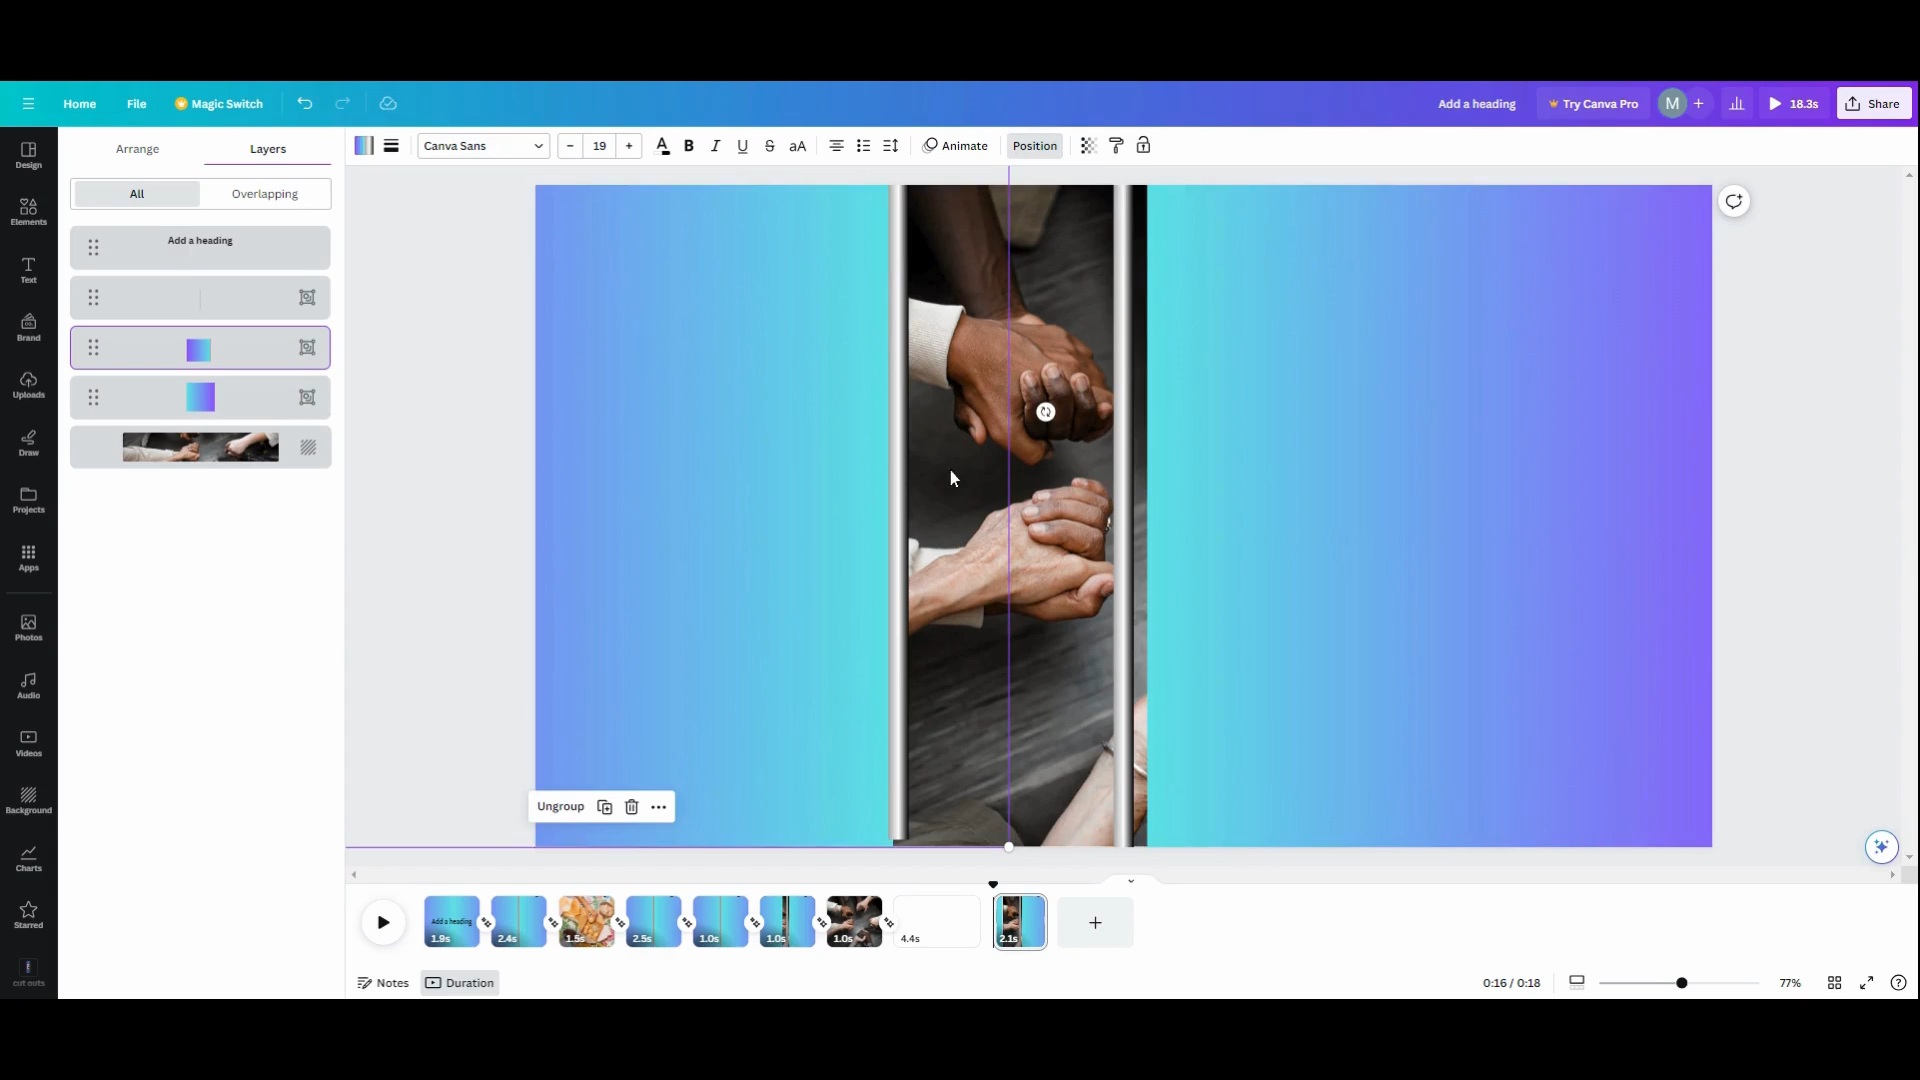 Home
File
Magic Switch
Add a heading
Try Canva Pro
M
+
18.3s
Share
Design
Elements
Text
Brand
Uploads
Draw
Projects
Apps
Photos
Audio
Videos
Background
Charts
Starred
cut outs
Arrange
Layers
All
Overlapping
Add a heading
Canva Sans
− 19 +
A B I U S aA
Animate
Position
Ungroup
Add a heading
1.9s
2.4s
1.5s
2.5s
1.0s
1.0s
1.0s
4.4s
2.1s
+
Notes
Duration
0:16 / 0:18
77%
?